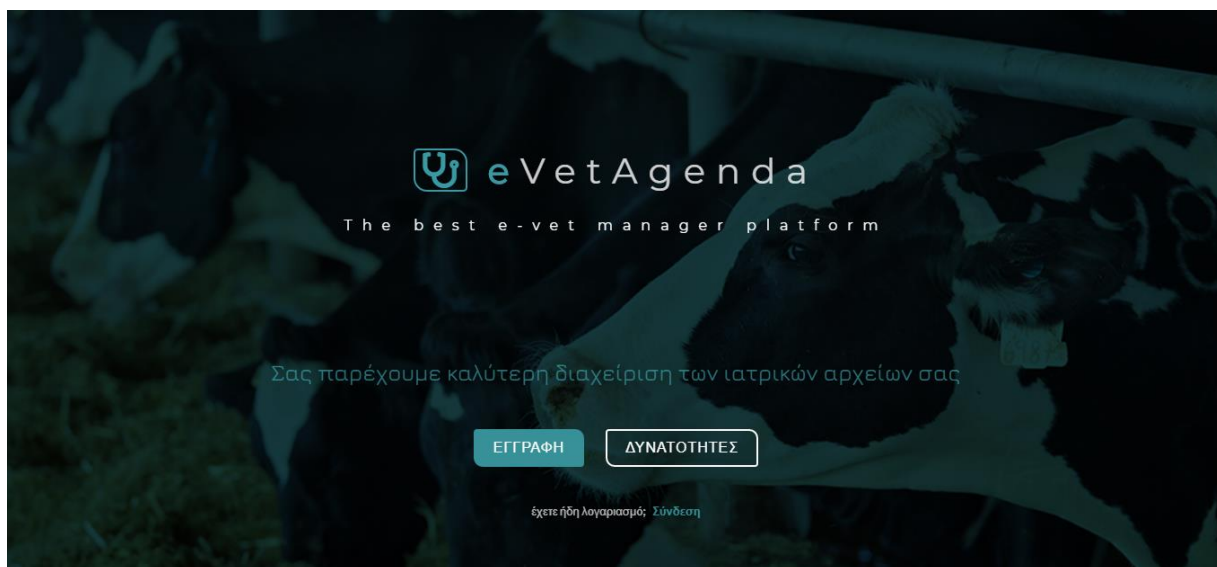 eVetAgenda
The best e-vet manager platform
Σας παρέχουμε καλύτερη διαχείριση των ιατρικών αρχείων σας
ΕΓΓΡΑΦΗ ΔΥΝΑΤΟΤΗΤΕΣ
έχετε ήδη λογαριασμό; Σύνδεση